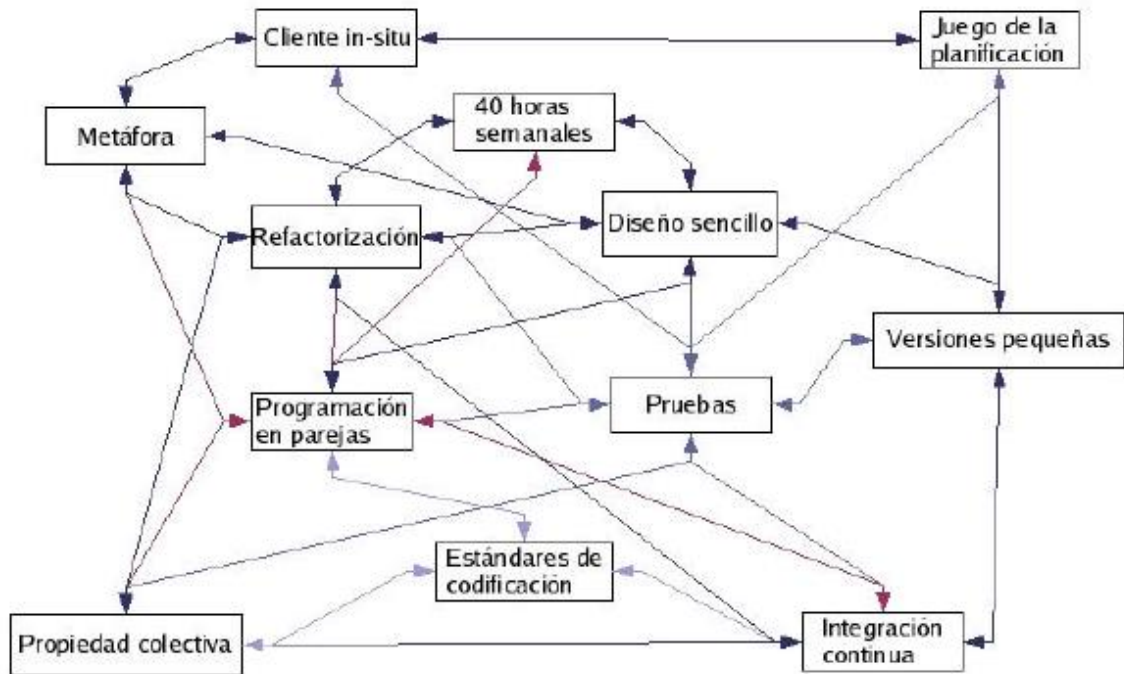 Cliente in-situ
Juego de la
planificación
40 horas
semanales
Metáfora
Refactorización
Diseño sencillo
Versiones pequeñas
Programación
en parejas
Pruebas
Estándares de
codificación
Propiedad colectiva
Integración
continua